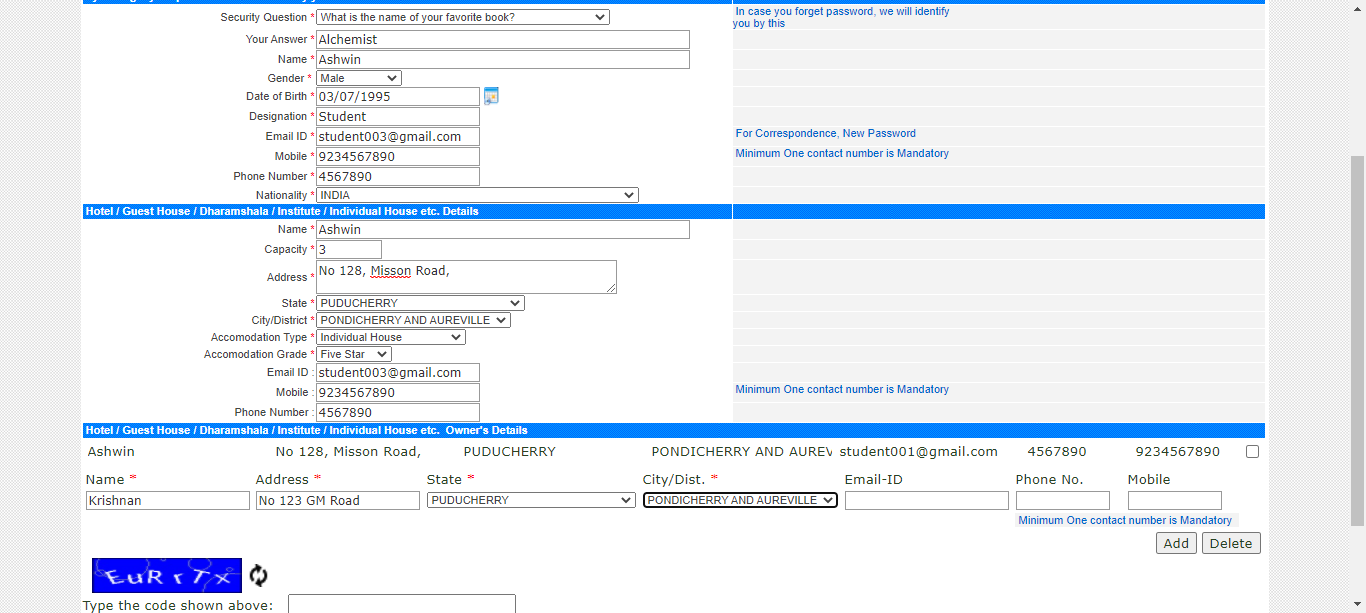 Security Question * What is the name of your favorite book? In case you forget password, we will identify
you by this
Your Answer * Alchemist
Name * Ashwin
Gender * Male
Date of Birth * 03/07/1995
Designation * Student
Email ID * student003@gmail.com For Correspondence, New Password
Mobile * 9234567890 Minimum One contact number is Mandatory
Phone Number * 4567890
Nationality * INDIA
Hotel / Guest House / Dharamshala / Institute / Individual House etc. Details
Name * Ashwin
Capacity * 3
Address * No 128, Misson Road,
State * PUDUCHERRY
City/District * PONDICHERRY AND AUREVILLE
Accomodation Type * Individual House
Accomodation Grade * Five Star
Email ID : student003@gmail.com
Mobile : 9234567890 Minimum One contact number is Mandatory
Phone Number : 4567890
Hotel / Guest House / Dharamshala / Institute / Individual House etc. Owner's Details
Ashwin No 128, Misson Road, PUDUCHERRY PONDICHERRY AND AUREV student001@gmail.com 4567890 9234567890
Name * Address * State * City/Dist. * Email-ID Phone No. Mobile
Krishnan No 123 GM Road PUDUCHERRY PONDICHERRY AND AUREVILLE
Minimum One contact number is Mandatory
Add Delete
EuRrTx
Type the code shown above: